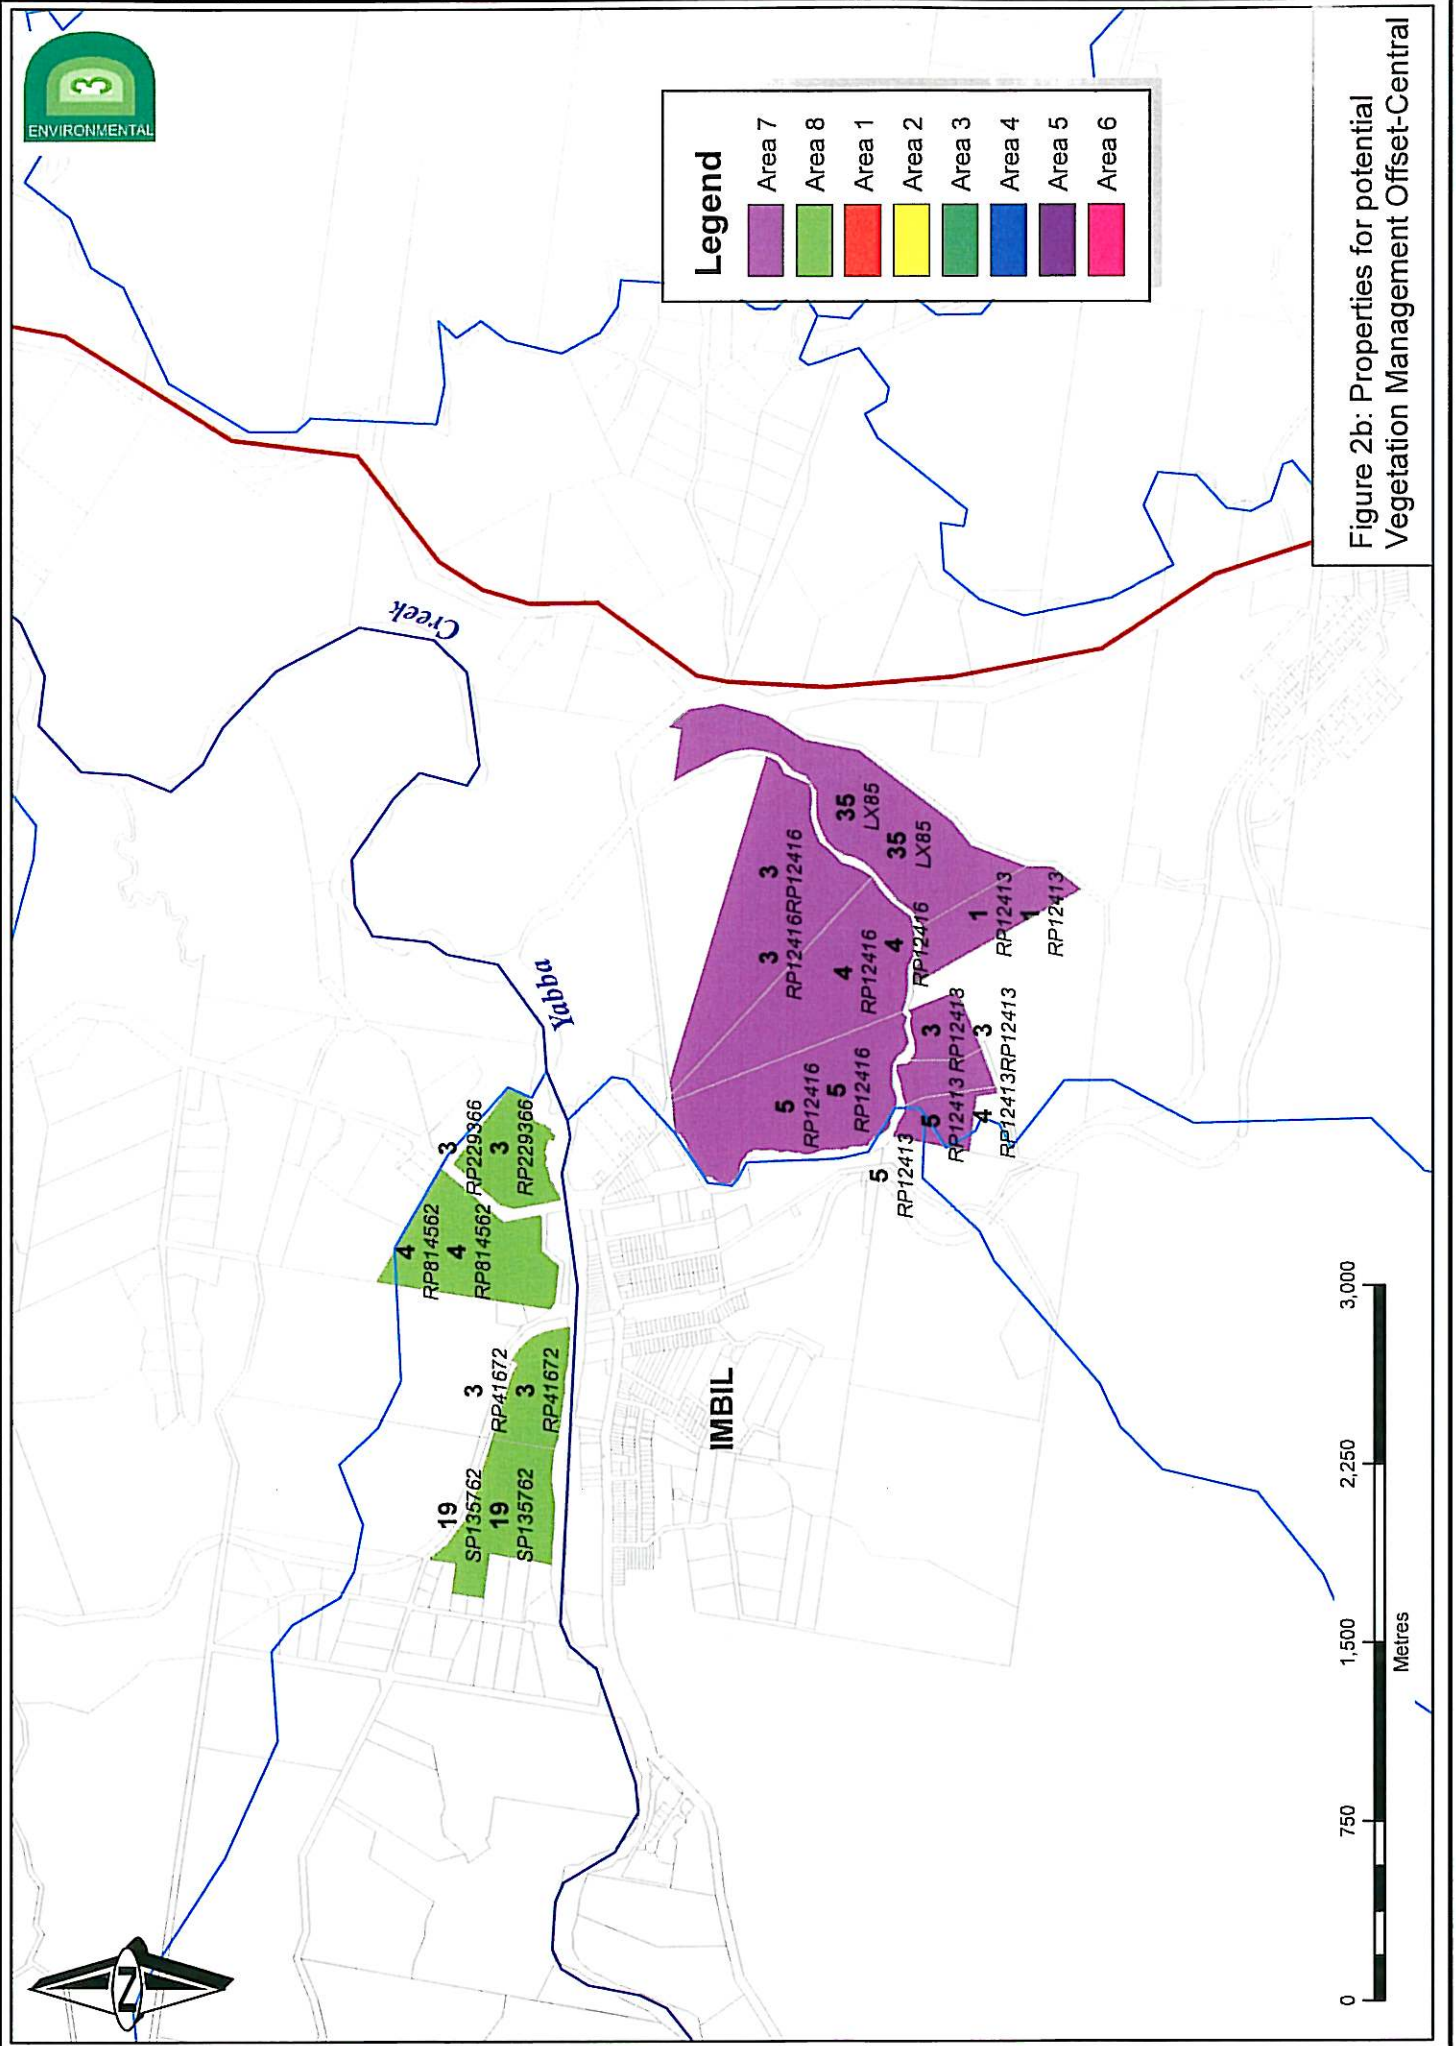 3
ENVIRONMENTAL
N
Creek
Yabba
IMBIL
19
SP135762
19
SP135762
3
RP41672
3
RP41672
4
RP814562
4
RP814562
3
RP229366
3
RP229366
5
RP12416
5
RP12416
3
RP12416
3
RP12416
4
RP12416
4
RP12416
35
LX85
35
LX85
1
RP12413
1
RP12413
3
RP12413
3
RP12413
5
RP12413
5
RP12413
4
RP12413
Legend
Area 7
Area 8
Area 1
Area 2
Area 3
Area 4
Area 5
Area 6
0
750
1,500
2,250
3,000
Metres
Figure 2b: Properties for potential
Vegetation Management Offset-Central